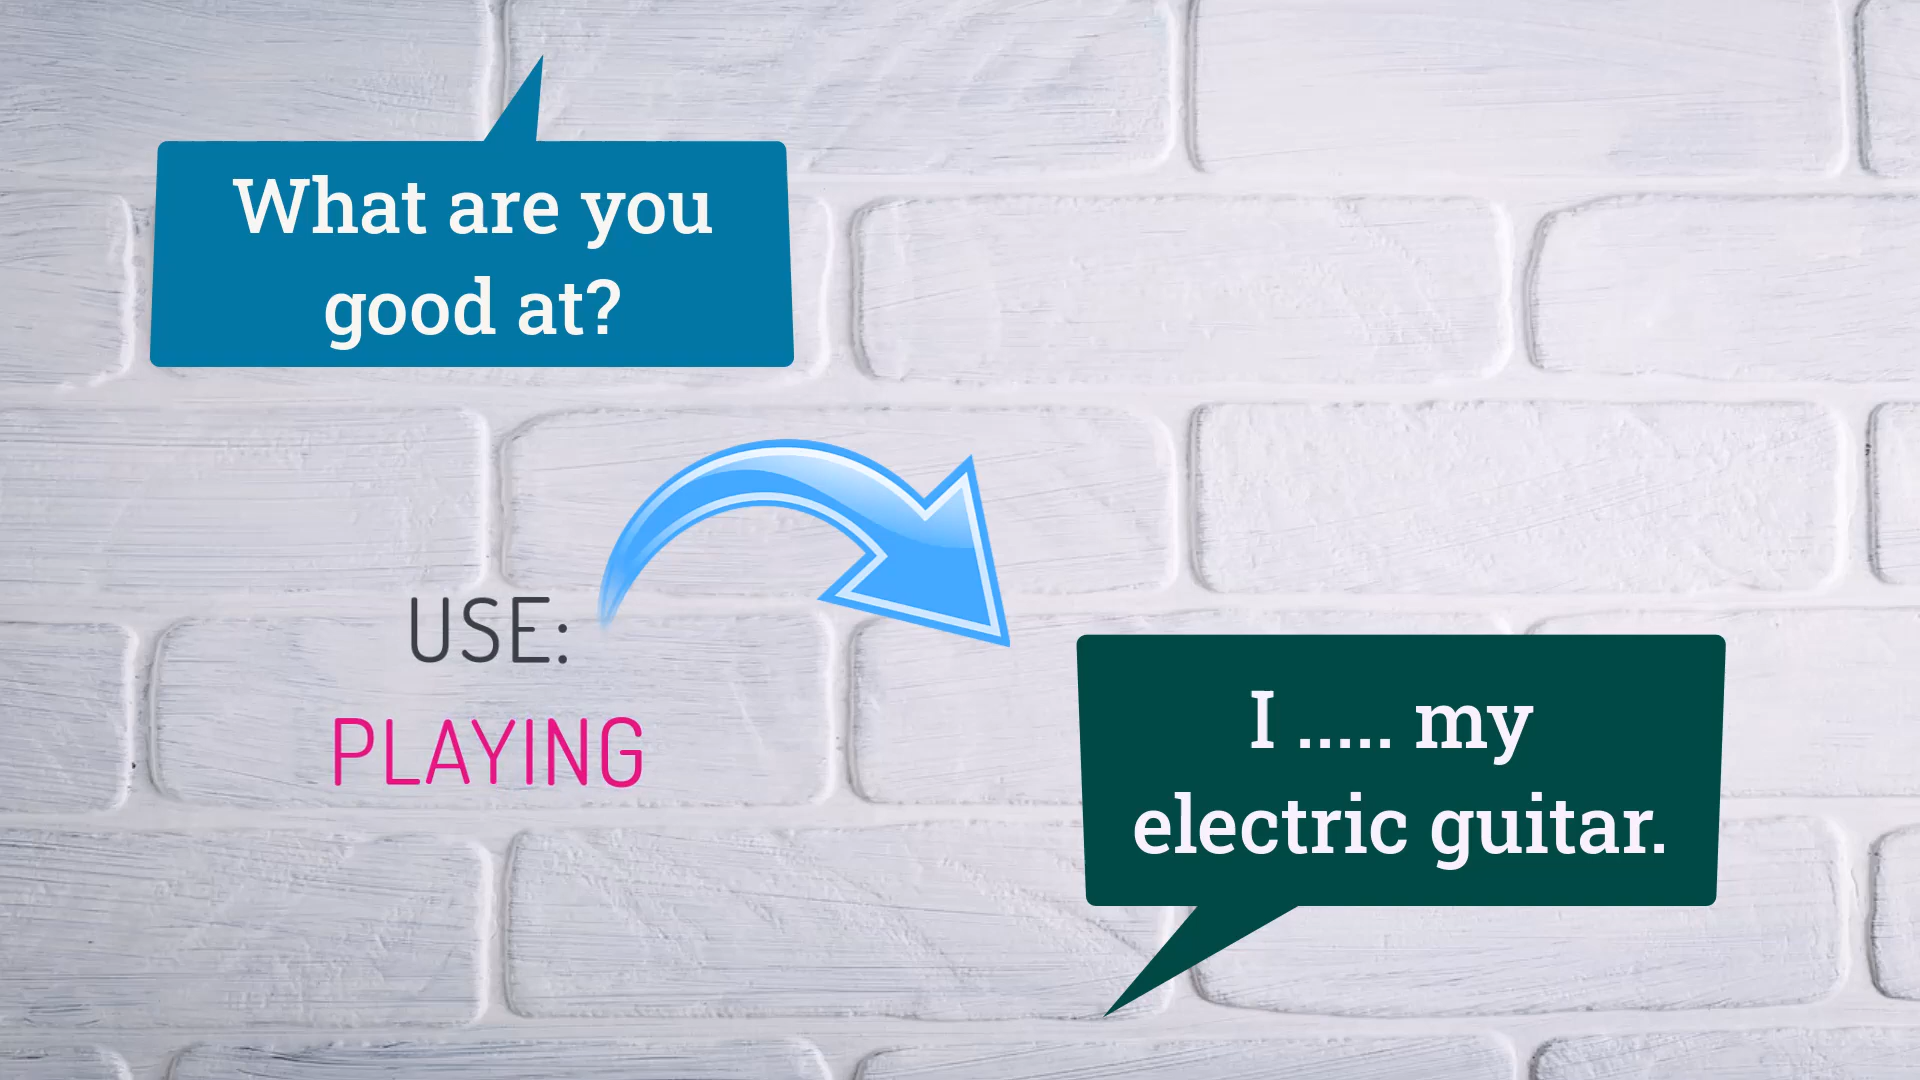 What are you
good at?
USE:
PLAYING
I ..... my
electric guitar.